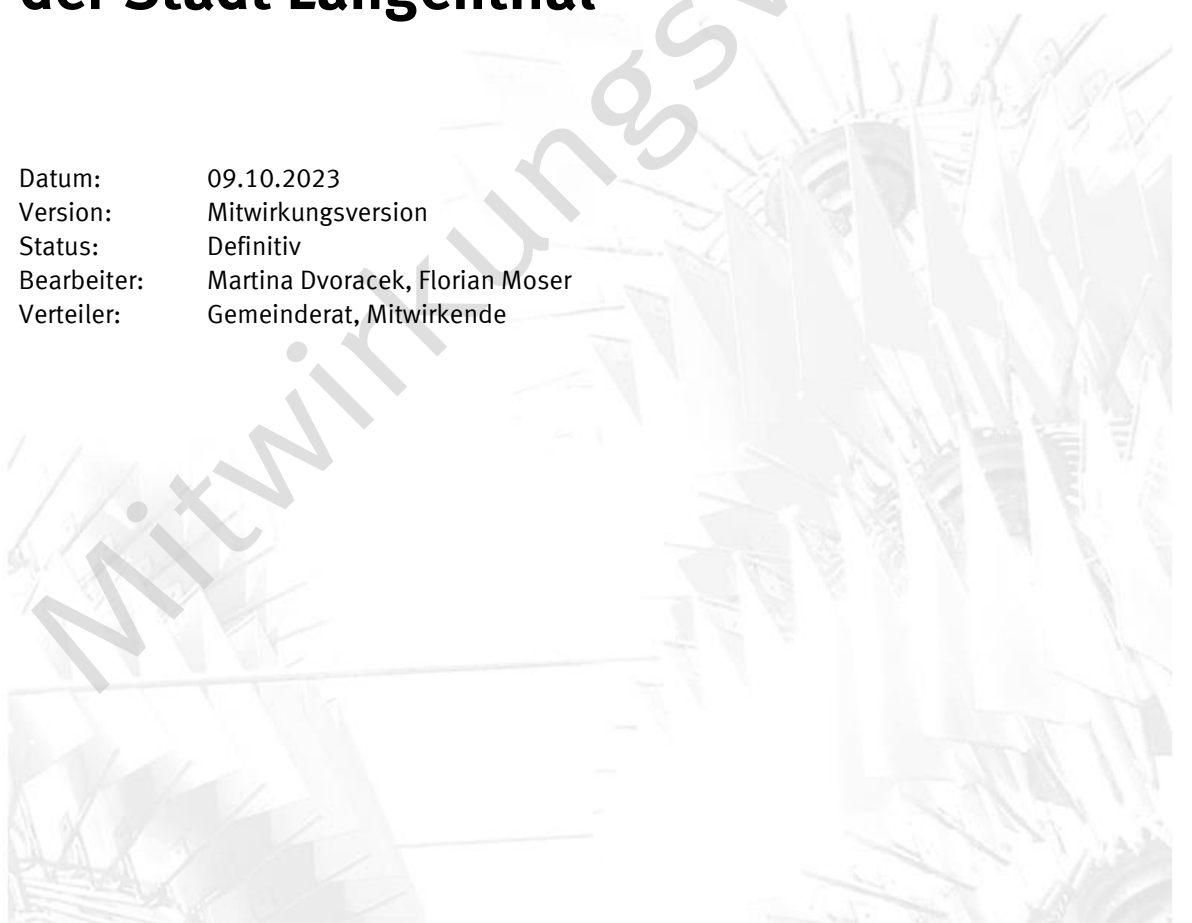 der Stadt Langenthal
Datum: 09.10.2023
Version: Mitwirkungsversion
Status: Definitiv
Bearbeiter: Martina Dvoracek, Florian Moser
Verteiler: Gemeinderat, Mitwirkende
Mitwirkungsv